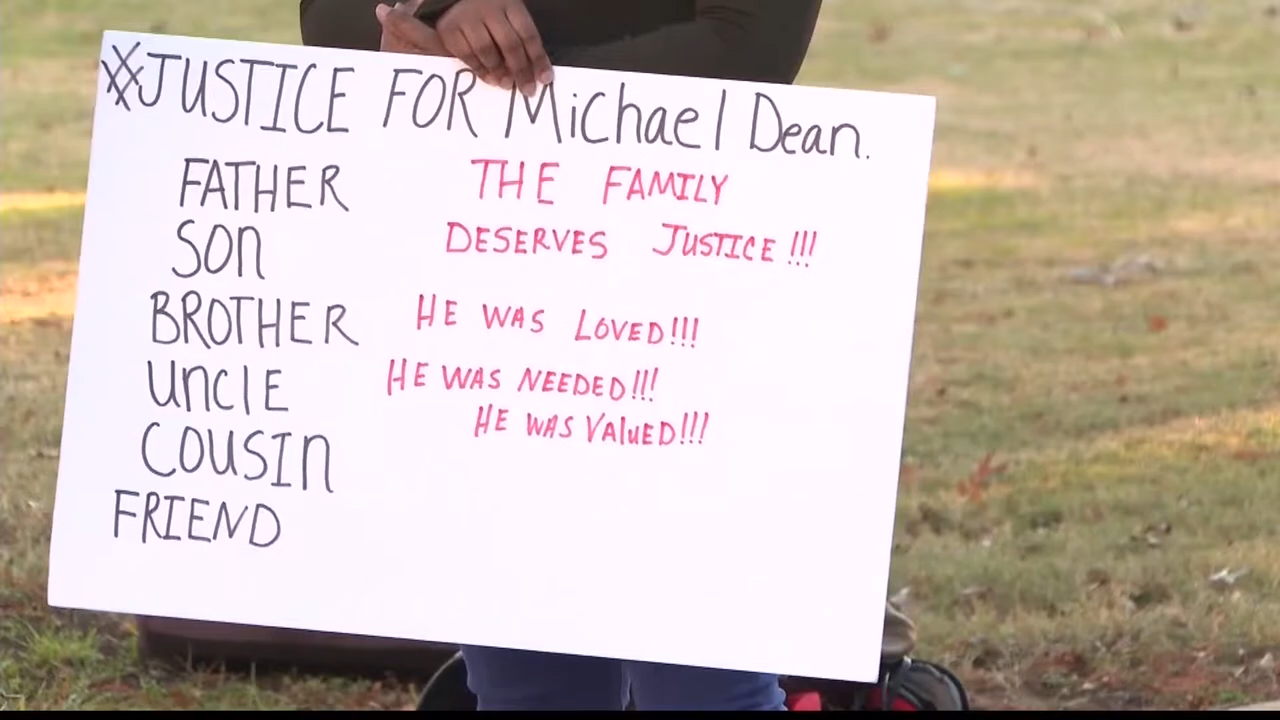 JUSTICE FOR Michael Dean.
FATHER THE FAMILY
SON DESERVES JUSTICE!!!
BROTHER HE WAS LOVED!!!
UNCLE HE WAS NEEDED!!!
COUSIN HE WAS VALUED!!!
FRIEND